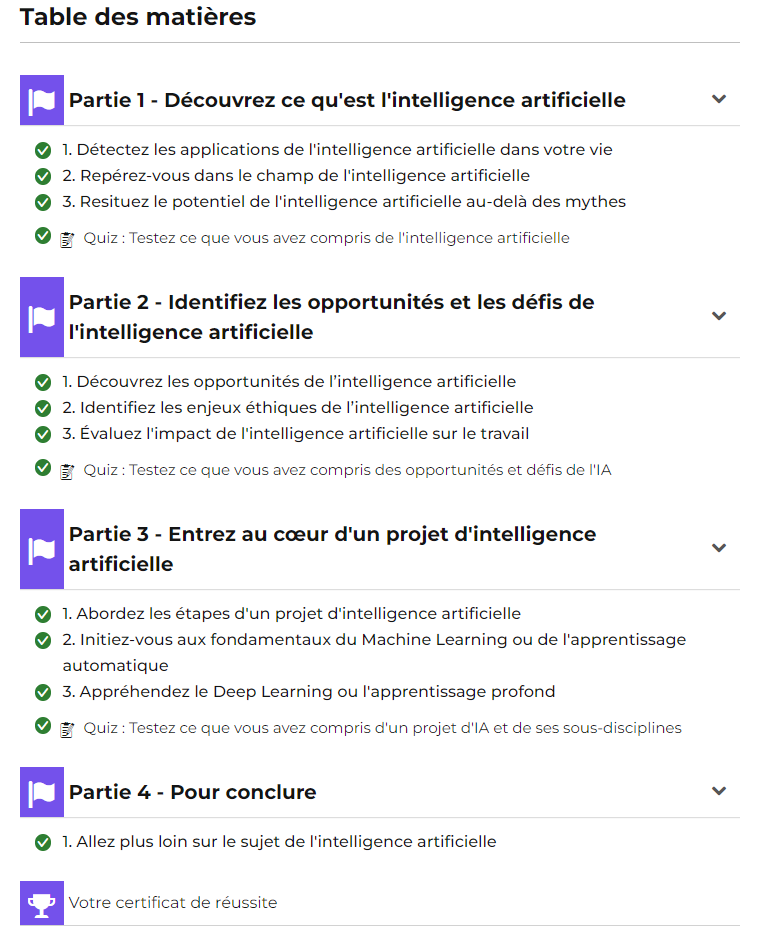 Table des matières
Partie 1 - Découvrez ce qu'est l'intelligence artificielle
1. Détectez les applications de l'intelligence artificielle dans votre vie
2. Repérez-vous dans le champ de l'intelligence artificielle
3. Resituez le potentiel de l'intelligence artificielle au-delà des mythes
Quiz : Testez ce que vous avez compris de l'intelligence artificielle
Partie 2 - Identifiez les opportunités et les défis de
l'intelligence artificielle
1. Découvrez les opportunités de l’intelligence artificielle
2. Identifiez les enjeux éthiques de l’intelligence artificielle
3. Évaluez l'impact de l'intelligence artificielle sur le travail
Quiz : Testez ce que vous avez compris des opportunités et défis de l'IA
Partie 3 - Entrez au cœur d'un projet d'intelligence
artificielle
1. Abordez les étapes d'un projet d'intelligence artificielle
2. Initiez-vous aux fondamentaux du Machine Learning ou de l'apprentissage
automatique
3. Appréhendez le Deep Learning ou l'apprentissage profond
Quiz : Testez ce que vous avez compris d'un projet d'IA et de ses sous-disciplines
Partie 4 - Pour conclure
1. Allez plus loin sur le sujet de l'intelligence artificielle
Votre certificat de réussite